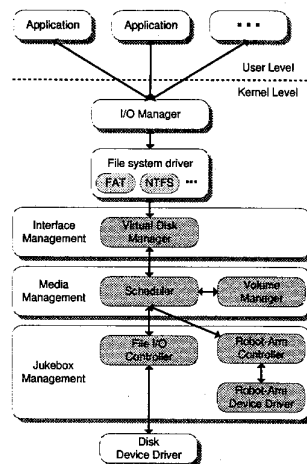 Application
Application
...
User Level
Kernel Level
I/O Manager
File system driver
FAT
NTFS
...
Interface
Management
Virtual Disk
Manager
Media
Management
Scheduler
Volume
Manager
Jukebox
Management
File I/O
Controller
Robot-Arm
Controller
Robot-Arm
Device Driver
Disk
Device Driver